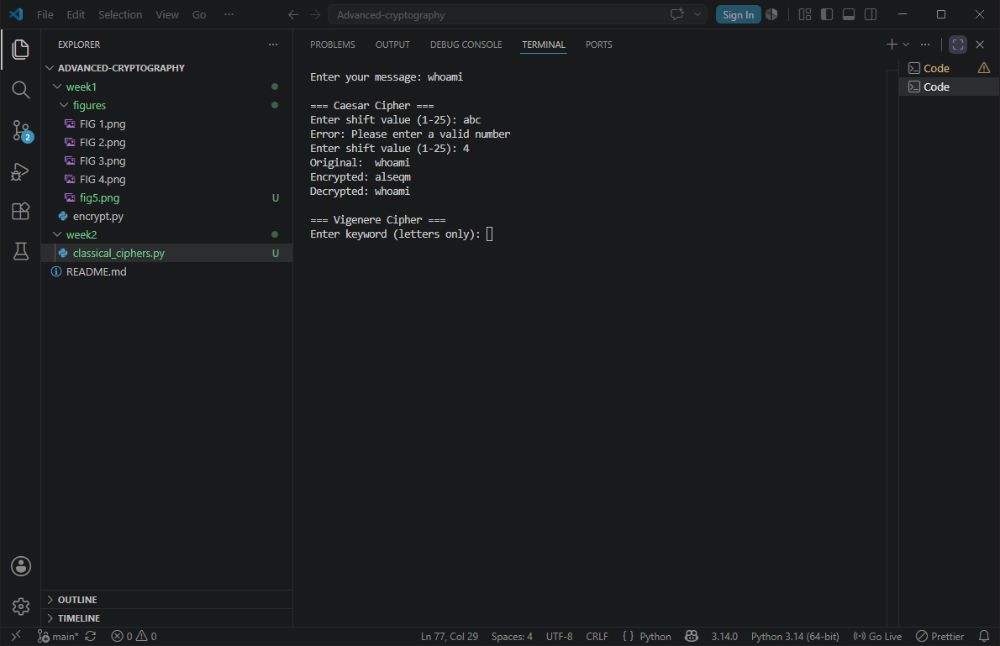 File Edit Selection View Go ··· Advanced-cryptography Sign In
EXPLORER ···
ADVANCED-CRYPTOGRAPHY
week1
figures
FIG 1.png
FIG 2.png
FIG 3.png
FIG 4.png
fig5.png U
encrypt.py
week2
classical_ciphers.py U
README.md
2
OUTLINE
TIMELINE
PROBLEMS OUTPUT DEBUG CONSOLE TERMINAL PORTS
Enter your message: whoami
=== Caesar Cipher ===
Enter shift value (1-25): abc
Error: Please enter a valid number
Enter shift value (1-25): 4
Original:  whoami
Encrypted: alseqm
Decrypted: whoami
=== Vigenere Cipher ===
Enter keyword (letters only):
Code
Code
main* 0 0 Ln 77, Col 29 Spaces: 4 UTF-8 CRLF { } Python 3.14.0 Python 3.14 (64-bit) Go Live Prettier